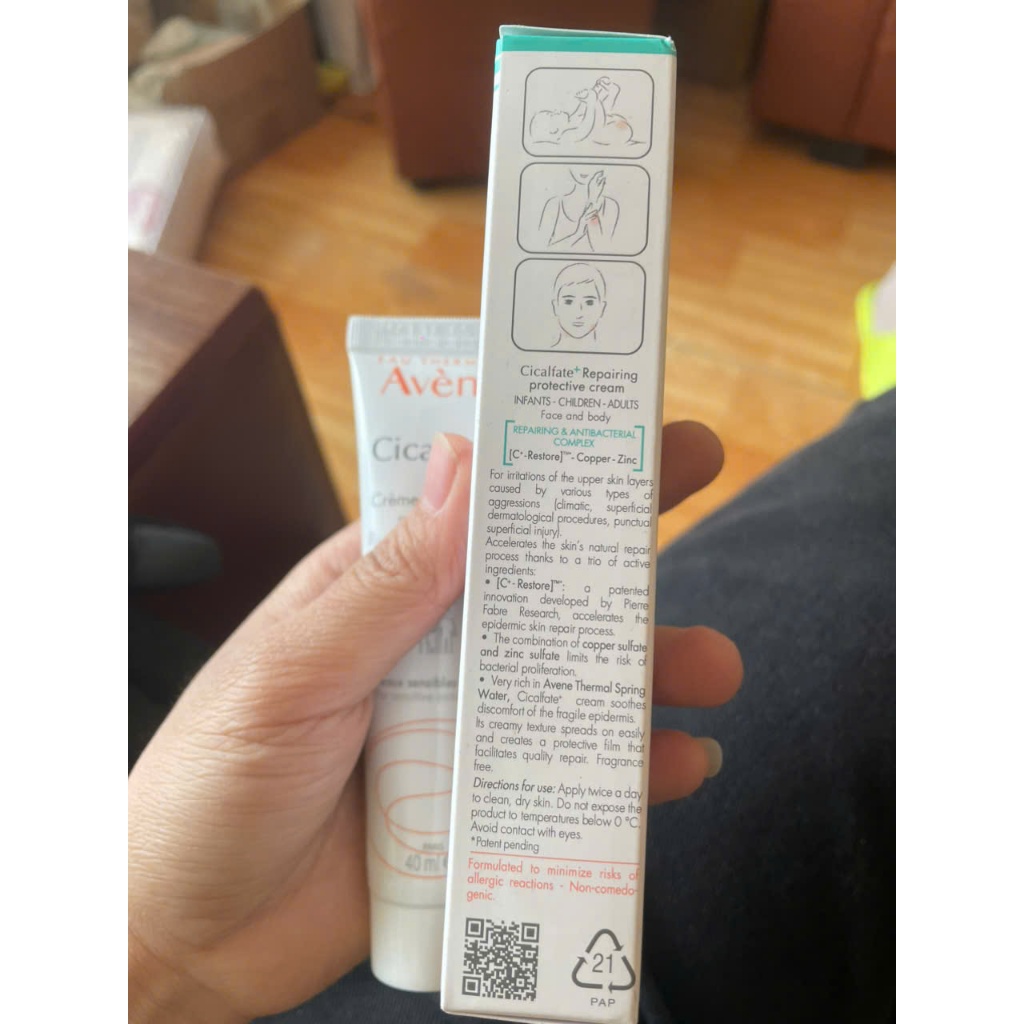 EAU THERM
Avèn
Cica
Crème
40 ml
Cicalfate+ Repairing
protective cream
INFANTS - CHILDREN - ADULTS
Face and body
REPAIRING & ANTIBACTERIAL
COMPLEX
[C+-Restore]™* - Copper - Zinc
For irritations of the upper skin layers
caused by various types of
aggressions (climatic, superficial
dermatological procedures, punctual
superficial injury).
Accelerates the skin's natural repair
process thanks to a trio of active
ingredients:
• [C+-Restore]™*: a patented
innovation developed by Pierre
Fabre Research, accelerates the
epidermic skin repair process.
• The combination of copper sulfate
and zinc sulfate limits the risk of
bacterial proliferation.
• Very rich in Avene Thermal Spring
Water, Cicalfate+ cream soothes
discomfort of the fragile epidermis.
Its creamy texture spreads on easily
and creates a protective film that
facilitates quality repair. Fragrance
free.
Directions for use: Apply twice a day
to clean, dry skin. Do not expose the
product to temperatures below 0 °C.
Avoid contact with eyes.
*Patent pending
Formulated to minimize risks of
allergic reactions - Non-comedo-
genic.
21
PAP